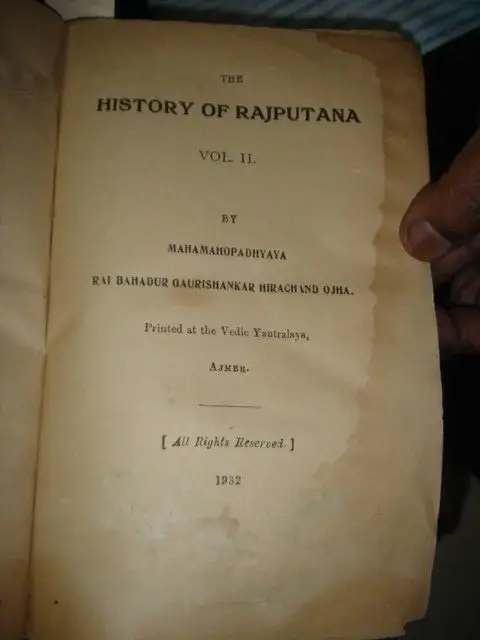 THE
HISTORY OF RAJPUTANA
VOL. II.
BY
MAHAMAHOPADHYAYA
RAI BAHADUR GAURISHANKAR HIRACHAND OJHA.
Printed at the Vedic Yantralaya,
AJMER.
[ All Rights Reserved. ]
1932